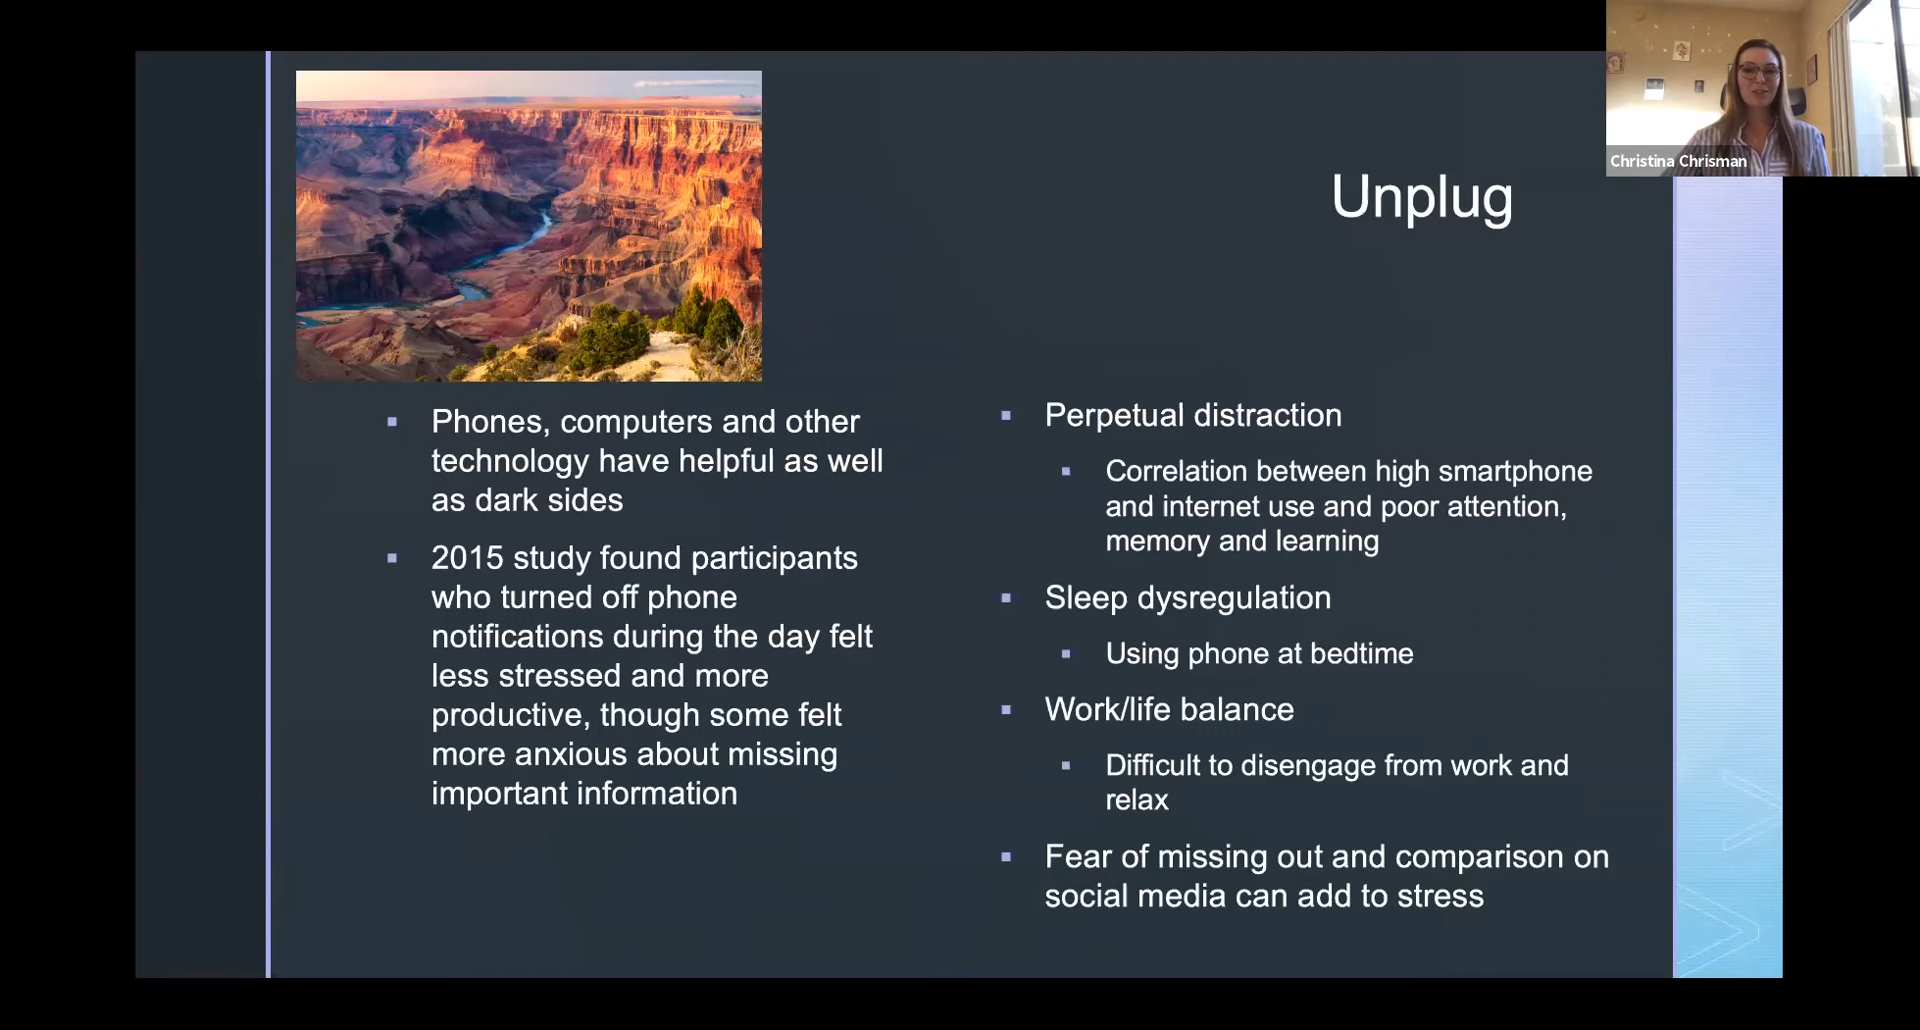 Christina Chrisman
Unplug
Phones, computers and other
technology have helpful as well
as dark sides
2015 study found participants
who turned off phone
notifications during the day felt
less stressed and more
productive, though some felt
more anxious about missing
important information
Perpetual distraction
Correlation between high smartphone
and internet use and poor attention,
memory and learning
Sleep dysregulation
Using phone at bedtime
Work/life balance
Difficult to disengage from work and
relax
Fear of missing out and comparison on
social media can add to stress